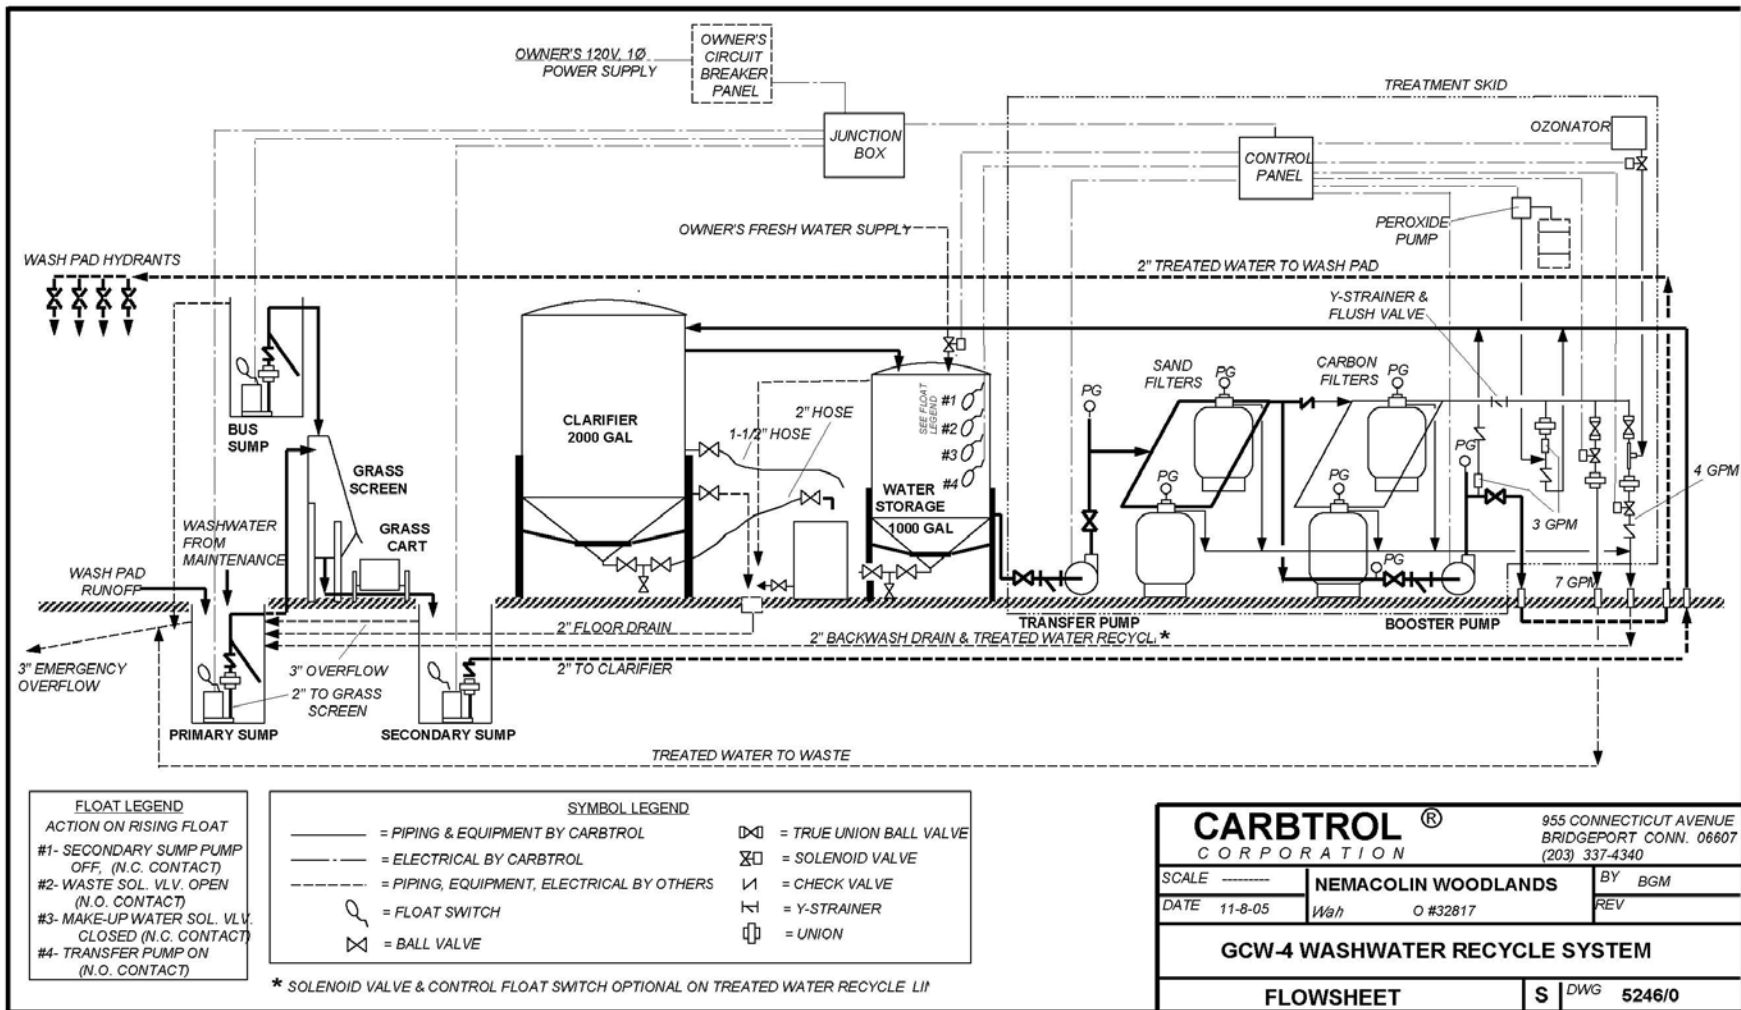 OWNER'S 120V, 1Ø
POWER SUPPLY
OWNER'S
CIRCUIT
BREAKER
PANEL
JUNCTION
BOX
TREATMENT SKID
OZONATOR
CONTROL
PANEL
PEROXIDE
PUMP
OWNER'S FRESH WATER SUPPLY
WASH PAD HYDRANTS
2" TREATED WATER TO WASH PAD
Y-STRAINER &
FLUSH VALVE
BUS
SUMP
GRASS
SCREEN
GRASS
CART
WASHWATER
FROM
MAINTENANCE
WASH PAD
RUNOFF
CLARIFIER
2000 GAL
2" HOSE
1-1/2" HOSE
SEE FLOAT
LEGEND
#1
#2
#3
#4
WATER
STORAGE
1000 GAL
PG
SAND
FILTERS
PG
CARBON
FILTERS
PG
PG
PG
PG
PG
3 GPM
4 GPM
7 GPM
TRANSFER PUMP
BOOSTER PUMP
2" FLOOR DRAIN
2" BACKWASH DRAIN & TREATED WATER RECYCL *
3" EMERGENCY
OVERFLOW
3" OVERFLOW
2" TO GRASS
SCREEN
2" TO CLARIFIER
PRIMARY SUMP
SECONDARY SUMP
TREATED WATER TO WASTE
FLOAT LEGEND
ACTION ON RISING FLOAT
#1- SECONDARY SUMP PUMP
OFF, (N.C. CONTACT)
#2- WASTE SOL. VLV. OPEN
(N.O. CONTACT)
#3- MAKE-UP WATER SOL. VLV.
CLOSED (N.C. CONTACT)
#4- TRANSFER PUMP ON
(N.O. CONTACT)
SYMBOL LEGEND
= PIPING & EQUIPMENT BY CARBTROL
= ELECTRICAL BY CARBTROL
= PIPING, EQUIPMENT, ELECTRICAL BY OTHERS
= FLOAT SWITCH
= BALL VALVE
= TRUE UNION BALL VALVE
= SOLENOID VALVE
= CHECK VALVE
= Y-STRAINER
= UNION
* SOLENOID VALVE & CONTROL FLOAT SWITCH OPTIONAL ON TREATED WATER RECYCLE
CARBTROL ®
CORPORATION
955 CONNECTICUT AVENUE
BRIDGEPORT CONN. 06607
(203) 337-4340
SCALE ---------
NEMACOLIN WOODLANDS
BY BGM
DATE 11-8-05
Wah O #32817
REV
GCW-4 WASHWATER RECYCLE SYSTEM
FLOWSHEET
S
DWG 5246/0